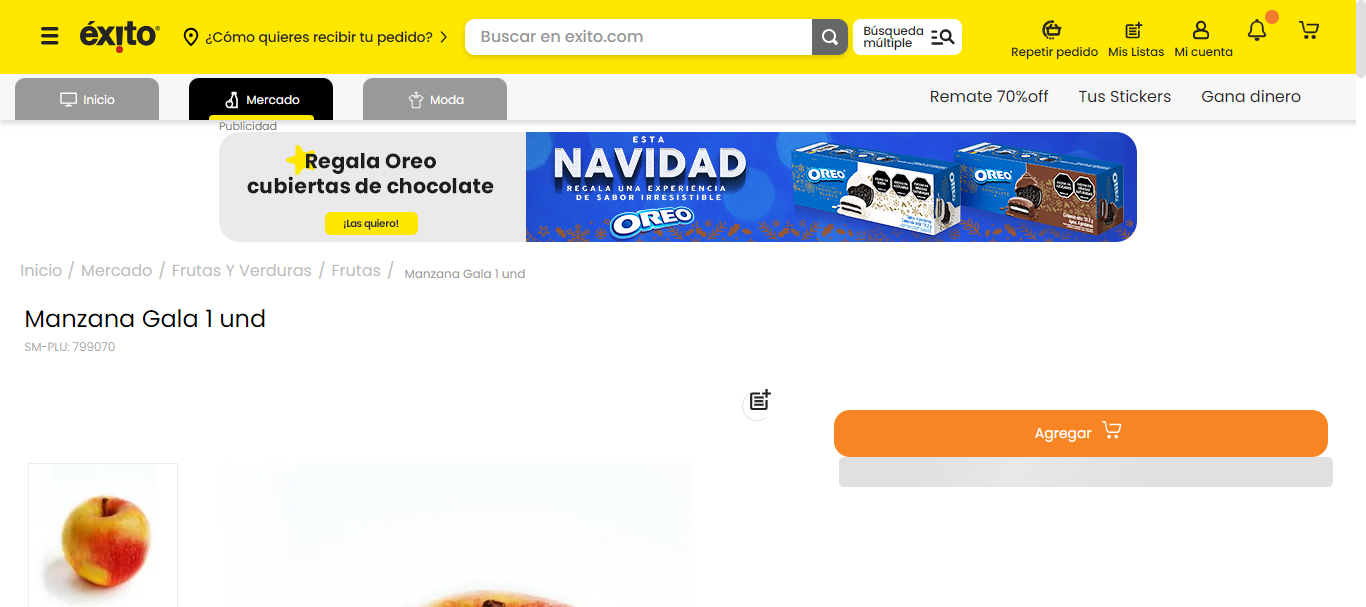 éxito
¿Cómo quieres recibir tu pedido?
Buscar en exito.com
Búsqueda
múltiple
Repetir pedido
Mis Listas
Mi cuenta
Inicio
Mercado
Moda
Remate 70%off
Tus Stickers
Gana dinero
Publicidad
Regala Oreo
cubiertas de chocolate
¡Las quiero!
ESTA
NAVIDAD
REGALA UNA EXPERIENCIA
DE SABOR IRRESISTIBLE
OREO
OREO
OREO
Inicio / Mercado / Frutas Y Verduras / Frutas / Manzana Gala 1 und
Manzana Gala 1 und
SM-PLU: 799070
Agregar